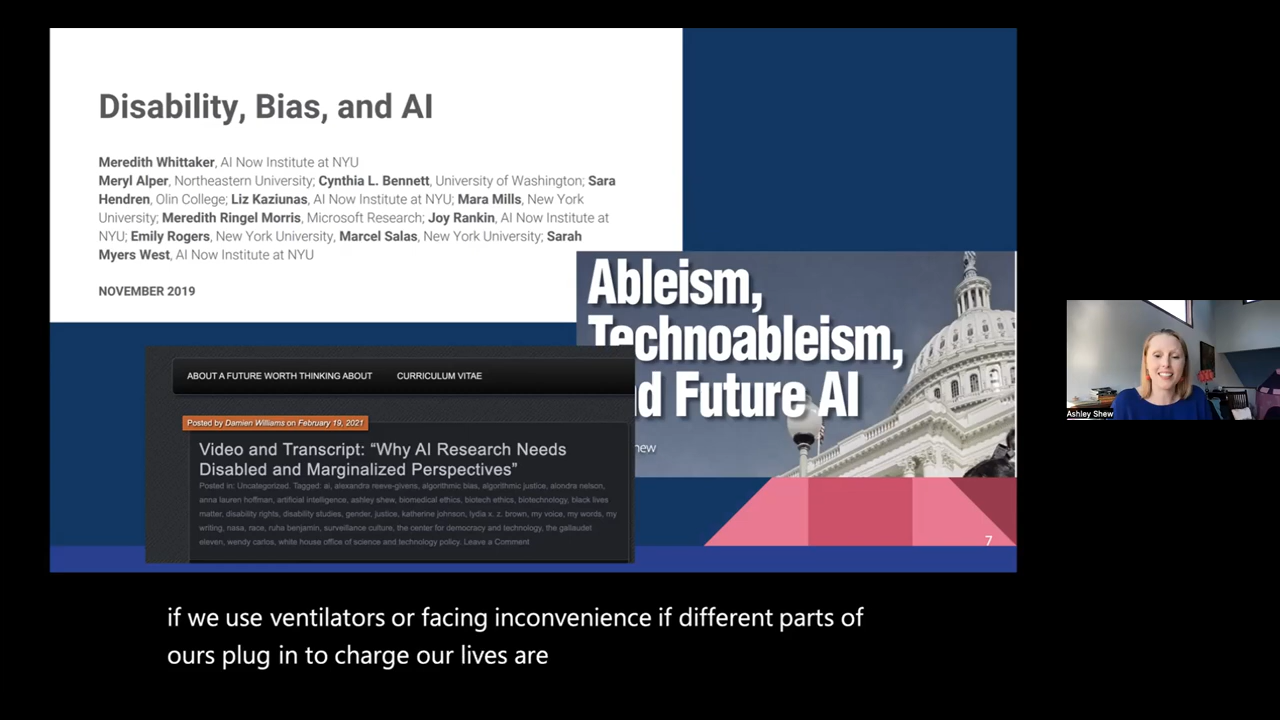 Disability, Bias, and AI
Meredith Whittaker, AI Now Institute at NYU
Meryl Alper, Northeastern University; Cynthia L. Bennett, University of Washington; Sara
Hendren, Olin College; Liz Kaziunas, AI Now Institute at NYU; Mara Mills, New York
University; Meredith Ringel Morris, Microsoft Research; Joy Rankin, AI Now Institute at
NYU; Emily Rogers, New York University, Marcel Salas, New York University; Sarah
Myers West, AI Now Institute at NYU
NOVEMBER 2019
Ableism,
Technoableism,
nd Future AI
hew
ABOUT A FUTURE WORTH THINKING ABOUT CURRICULUM VITAE
Posted by Damien Williams on February 19, 2021
Video and Transcript: “Why AI Research Needs
Disabled and Marginalized Perspectives”
Posted in: Uncategorized. Tagged: ai, alexandra reeve-givens, algorithmic bias, algorithmic justice, alondra nelson,
anna lauren hoffman, artificial intelligence, ashley shew, biomedical ethics, biotech ethics, biotechnology, black lives
matter, disability rights, disability studies, gender, justice, katherine johnson, lydia x. z. brown, my voice, my words, my
writing, nasa, race, ruha benjamin, surveillance culture, the center for democracy and technology, the gallaudet
eleven, wendy carlos, white house office of science and technology policy. Leave a Comment
7
Ashley Shew
if we use ventilators or facing inconvenience if different parts of
ours plug in to charge our lives are